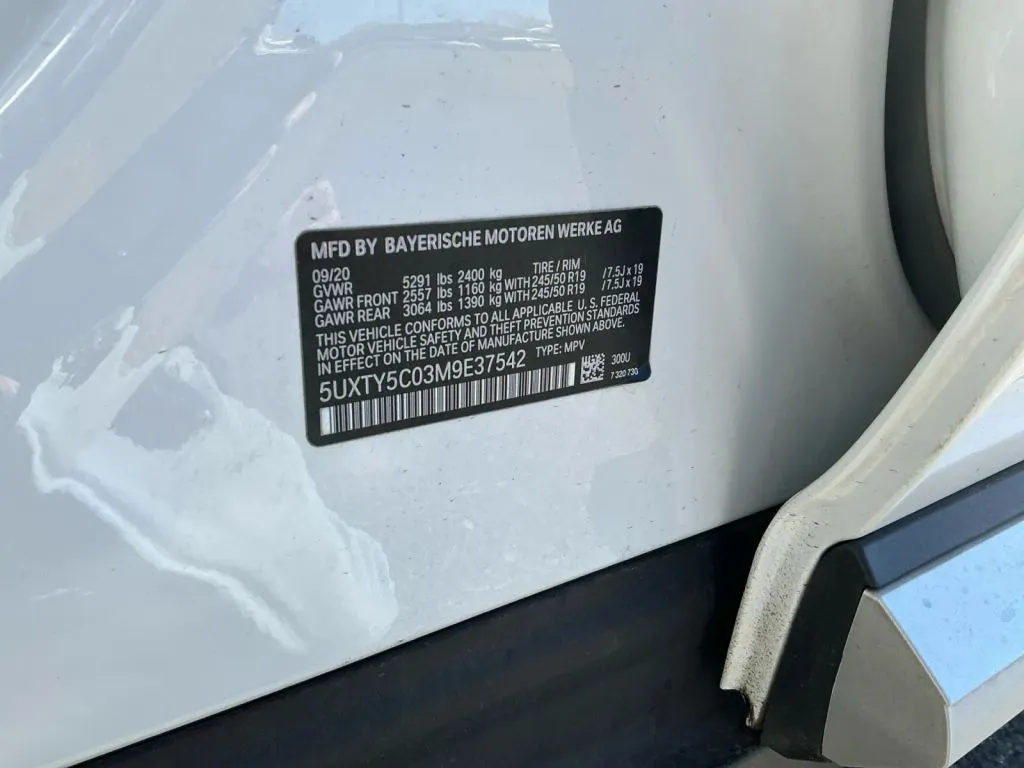 MFD BY BAYERISCHE MOTOREN WERKE AG
09/20 TIRE / RIM
GVWR 5291 lbs 2400 kg
GAWR FRONT 2557 lbs 1160 kg WITH 245/50 R19 /7.5J x 19
GAWR REAR 3064 lbs 1390 kg WITH 245/50 R19 /7.5J x 19
THIS VEHICLE CONFORMS TO ALL APPLICABLE U. S. FEDERAL
MOTOR VEHICLE SAFETY AND THEFT PREVENTION STANDARDS
IN EFFECT ON THE DATE OF MANUFACTURE SHOWN ABOVE.
5UXTY5C03M9E37542 TYPE: MPV 300U
7 320 730